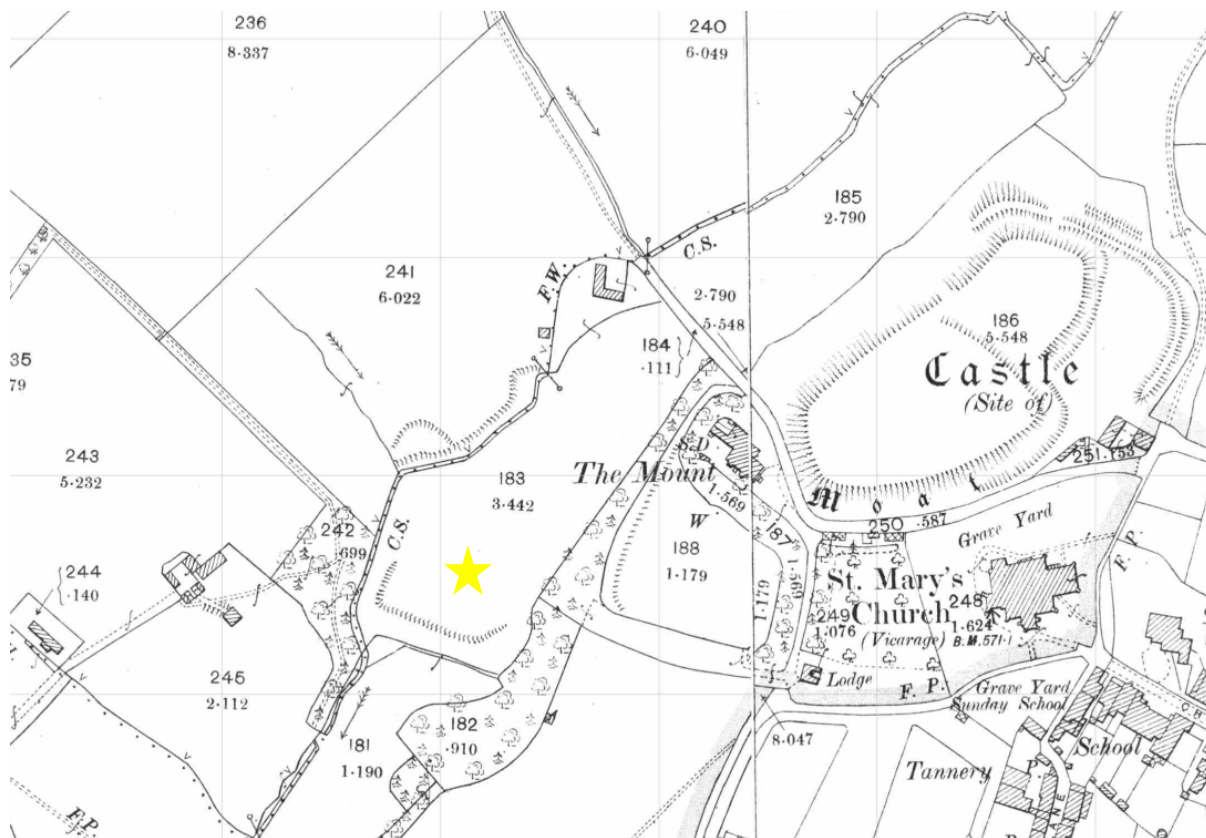 236
8·337
240
6·049
185
2·790
C.S.
241
6·022
F.W.
2·790
5·548
184
·111
186
5·548
Castle
(Site of)
35
79
243
5·232
183
3·442
The Mount
S.D.
1·569
W
188
1·179
187
1·569
1·179
Moat
250
·587
251
·153
Grave Yard
242
·699
C.S.
244
·140
St. Mary's
Church
(Vicarage)
248
1·624
B.M. 571·1
249
1·076
F.P.
Lodge
F.P.
Grave Yard
Sunday School
245
2·112
182
·910
181
1·190
8·047
School
Tannery
P.
F.P.